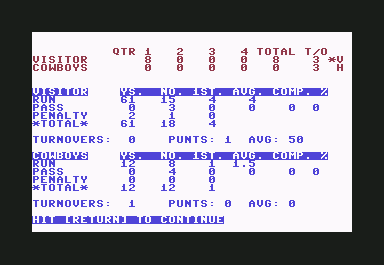 QTR 1 2 3 4 TOTAL T/O
VISITOR 8 0 0 0 8 3 *V
COWBOYS 0 0 0 0 0 3 H
VISITOR YS. NO. 1ST. AVG. COMP. %
RUN 61 15 4 4
PASS 0 3 0 0 0
PENALTY 2 1 0
*TOTAL* 61 18 4
TURNOVERS: 0 PUNTS: 1 AVG: 50
COWBOYS YS. NO. 1ST. AVG. COMP. %
RUN 12 8 1 1.5
PASS 0 4 0 0 0
PENALTY 0 0 0
*TOTAL* 12 12 1
TURNOVERS: 1 PUNTS: 0 AVG: 0
HIT [RETURN] TO CONTINUE